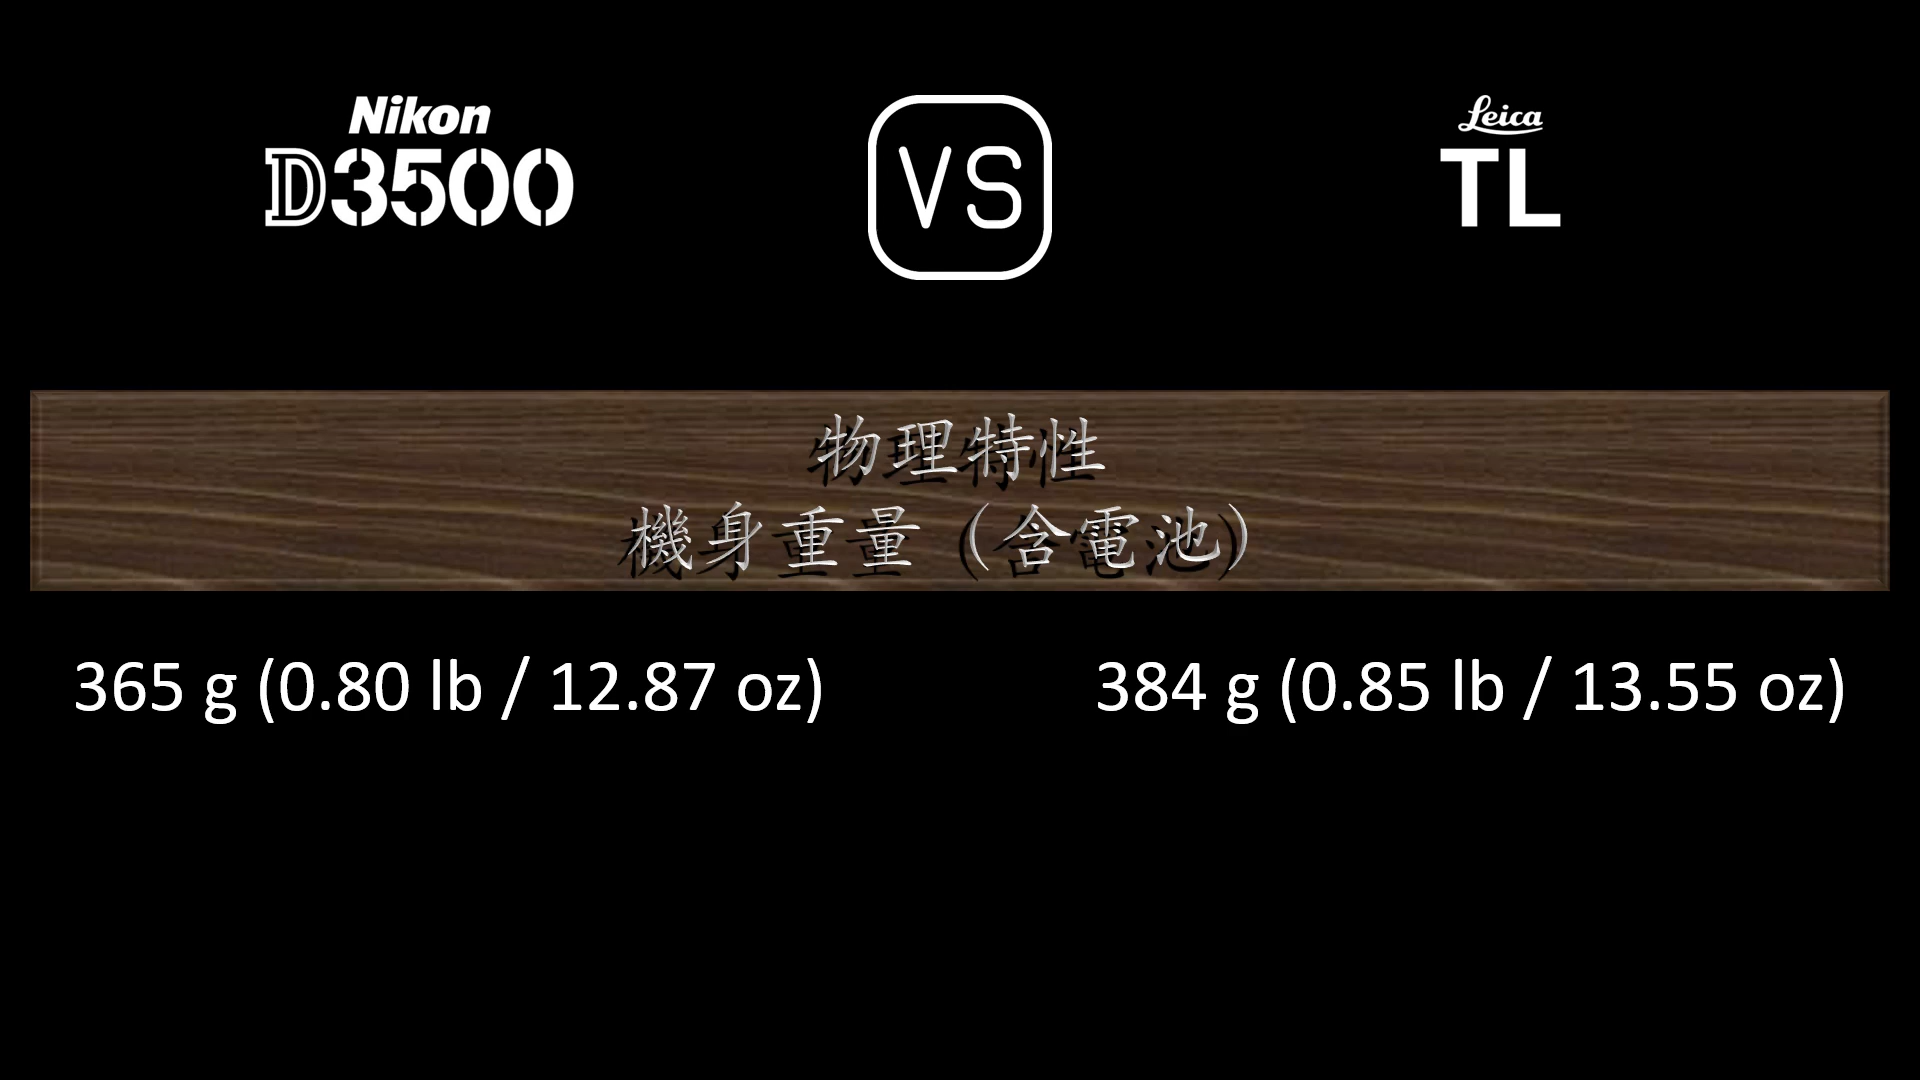 Nikon
D3500
VS
Leica
TL
物理特性
機身重量（含電池）
365 g (0.80 lb / 12.87 oz)
384 g (0.85 lb / 13.55 oz)